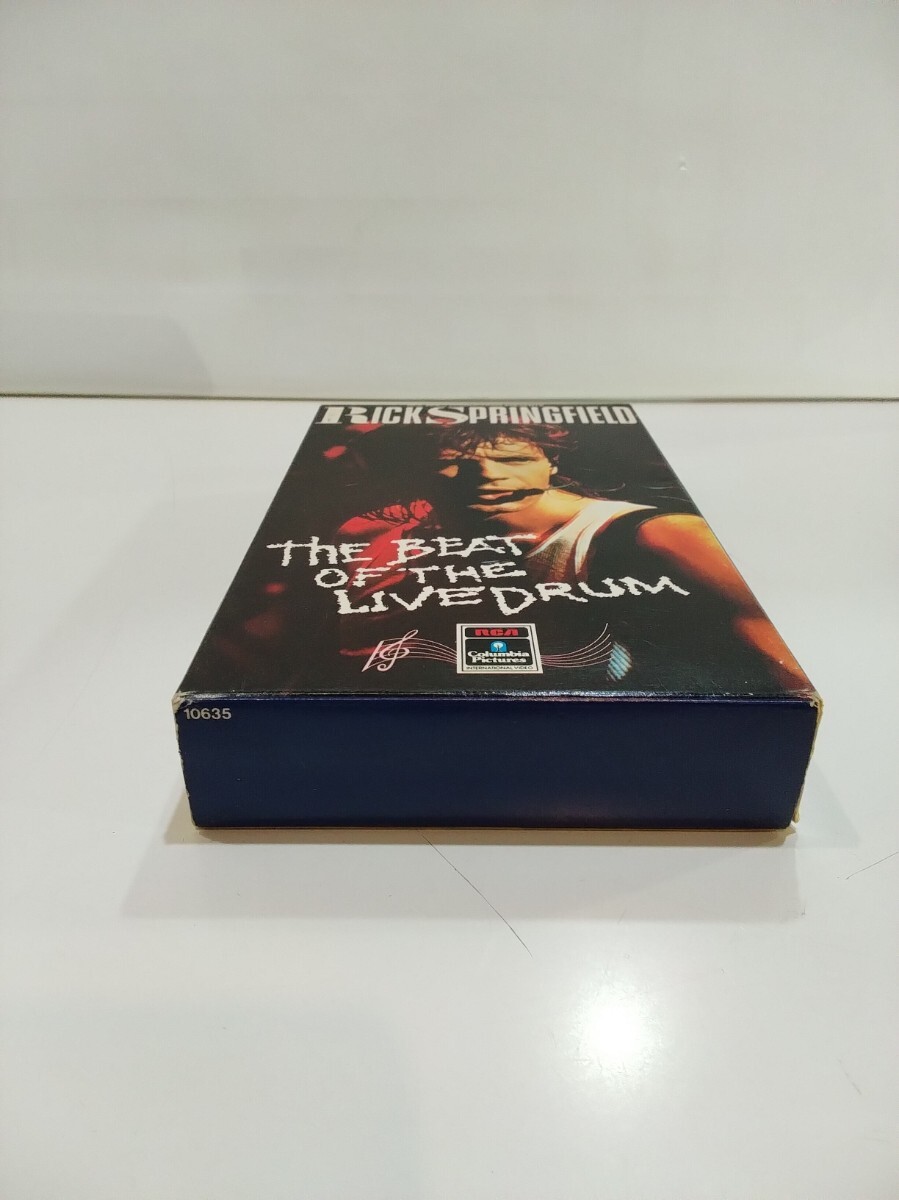 RICK SPRINGFIELD
THE BEAT
OF THE
LIVE DRUM
RCA
Columbia
Pictures
INTERNATIONAL VIDEO
10635